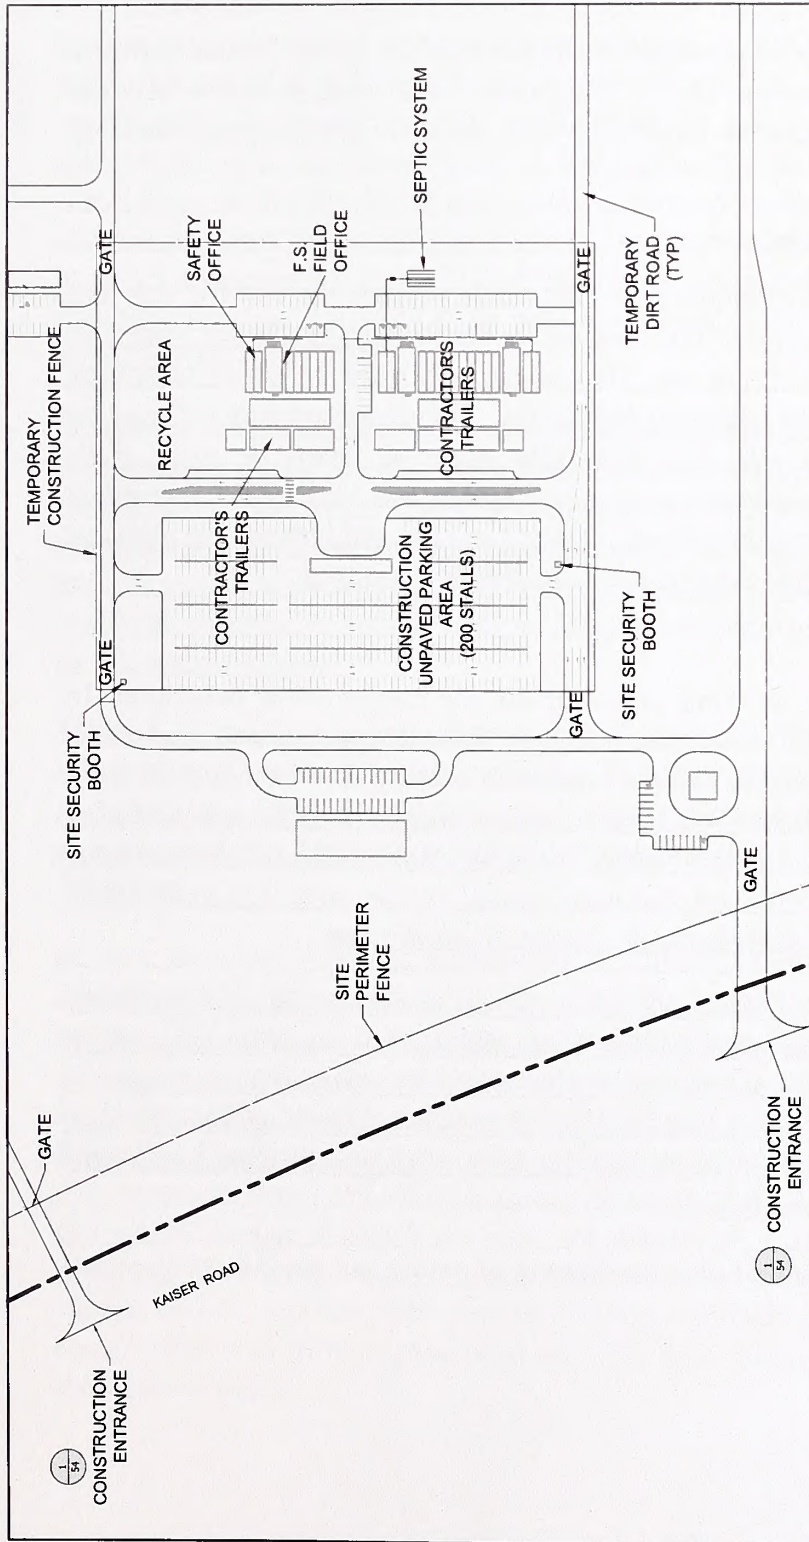 1
54
CONSTRUCTION
ENTRANCE
GATE
KAISER ROAD
SITE
PERIMETER
FENCE
SITE SECURITY
BOOTH
GATE
TEMPORARY
CONSTRUCTION FENCE
GATE
RECYCLE AREA
SAFETY
OFFICE
F.S.
FIELD
OFFICE
SEPTIC SYSTEM
CONTRACTOR'S
TRAILERS
CONTRACTOR'S
TRAILERS
CONSTRUCTION
UNPAVED PARKING
AREA
(200 STALLS)
GATE
SITE SECURITY
BOOTH
GATE
TEMPORARY
DIRT ROAD
(TYP)
GATE
1
54
CONSTRUCTION
ENTRANCE